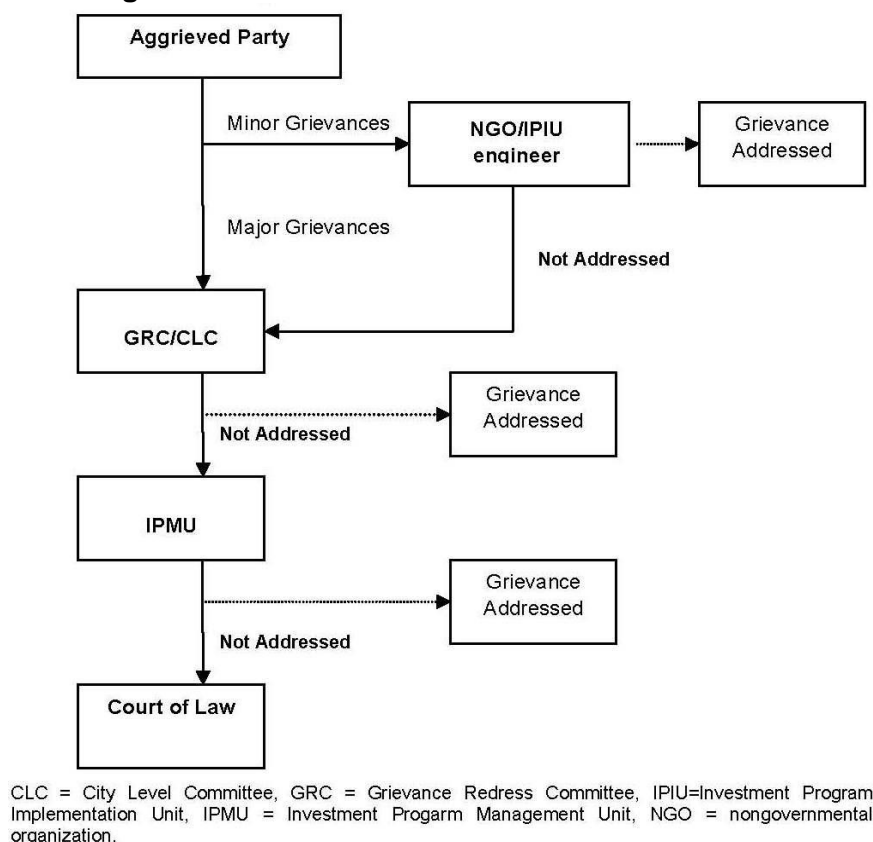 Aggrieved Party
Minor Grievances
NGO/IPIU
engineer
Grievance
Addressed
Major Grievances
Not Addressed
GRC/CLC
Grievance
Addressed
Not Addressed
IPMU
Grievance
Addressed
Not Addressed
Court of Law
CLC = City Level Committee, GRC = Grievance Redress Committee, IPIU=Investment Program
Implementation Unit, IPMU = Investment Progarm Management Unit, NGO = nongovernmental
organization.